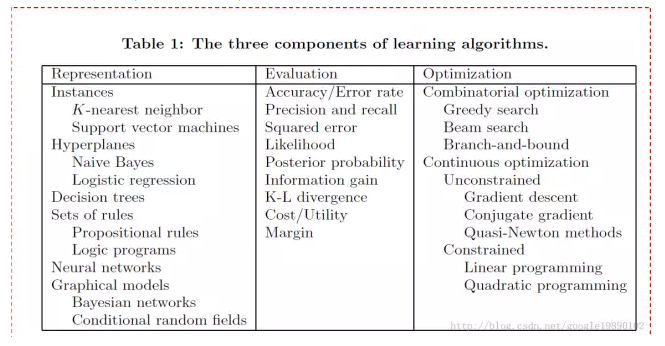 Table 1: The three components of learning algorithms.
Representation Evaluation Optimization
Instances Accuracy/Error rate Combinatorial optimization
K-nearest neighbor Precision and recall Greedy search
Support vector machines Squared error Beam search
Hyperplanes Likelihood Branch-and-bound
Naive Bayes Posterior probability Continuous optimization
Logistic regression Information gain Unconstrained
Decision trees K-L divergence Gradient descent
Sets of rules Cost/Utility Conjugate gradient
Propositional rules Margin Quasi-Newton methods
Logic programs Constrained
Neural networks Linear programming
Graphical models Quadratic programming
Bayesian networks
Conditional random fields
http://blog.csdn.net/google19890102